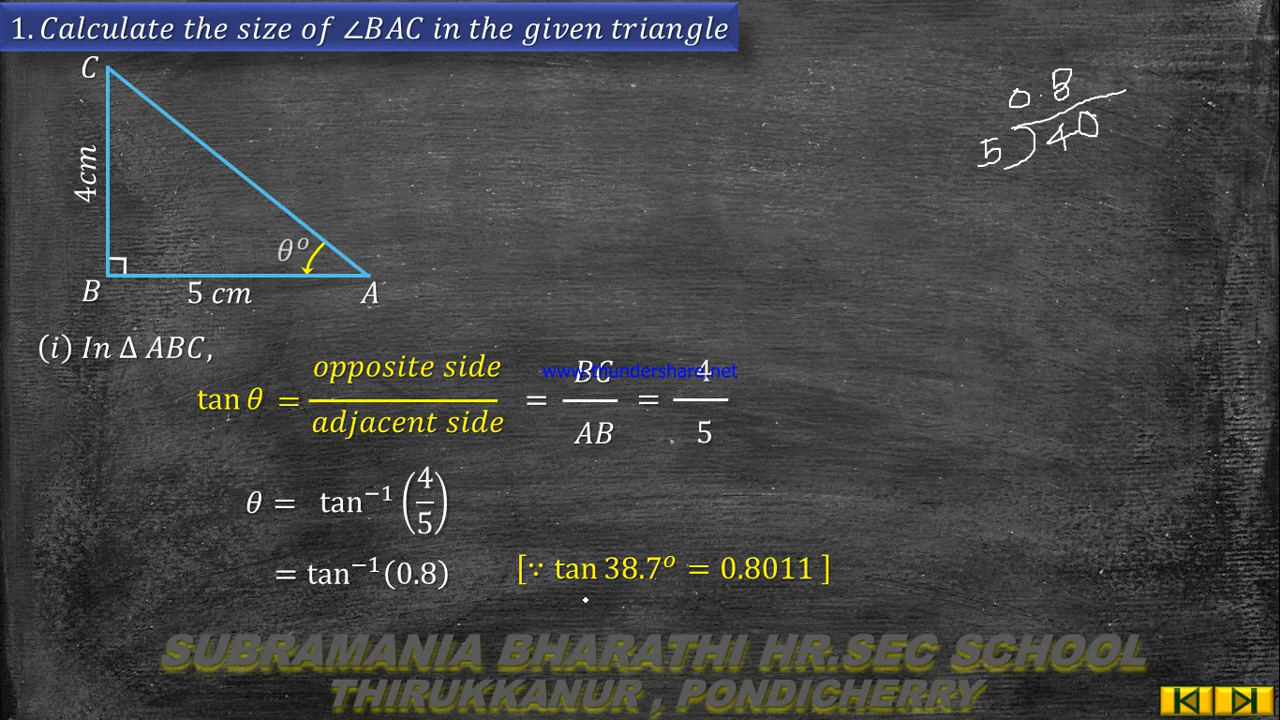 1. Calculate the size of ∠BAC in the given triangle
C
4cm
θ°
B 5 cm A
0.8
5)40
(i) In Δ ABC,
tan θ = opposite side / adjacent side = BC / AB = 4 / 5
www.thundershare.net
θ = tan⁻¹(4/5)
= tan⁻¹(0.8) [∵ tan 38.7° = 0.8011 ]
SUBRAMANIA BHARATHI HR.SEC SCHOOL
THIRUKKANUR , PONDICHERRY